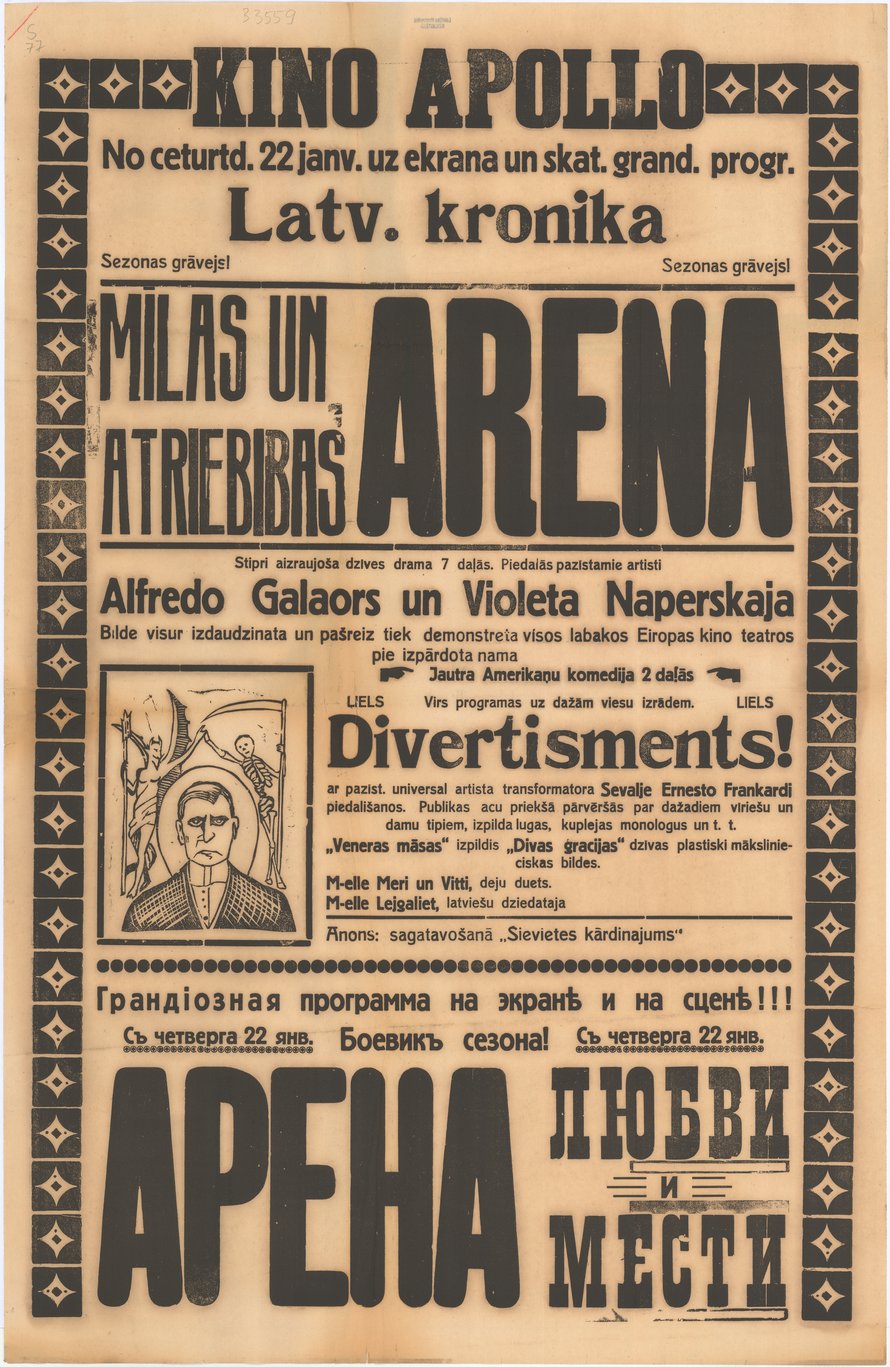 33559
S
77
KINO APOLLO
No ceturtd. 22 janv. uz ekrana un skat. grand. progr.
Latv. kronika
Sezonas grāvejs! Sezonas grāvejs!
MĪLAS UN
ATRIEBIBAS
ARENA
Stipri aizraujoša dzives drama 7 daļās. Piedalās pazistamie artisti
Alfredo Galaors un Violeta Naperskaja
Bilde visur izdaudzinata un pašreiz tiek demonstreta visos labakos Eiropas kino teatros
pie izpārdota nama
Jautra Amerikaņu komedija 2 daļās
LIELS Virs programas uz dažām viesu izrādem. LIELS
Divertisments!
ar pazist. universal artista transformatora Sevalje Ernesto Frankardi
piedališanos. Publikas acu priekšā pārvēršās par dažadiem viriešu un
damu tipiem, izpilda lugas, kuplejas monologus un t. t.
„Veneras māsas“ izpildis „Divas ģracijas“ dzivas plastiski mākslinie-
ciskas bildes.
M-elle Meri un Vitti, deju duets.
M-elle Lejgaliet, latviešu dziedataja
Anons: sagatavošanā „Sievietes kārdinajums“
Грандіозная программа на экранѣ и на сценѣ!!!
Съ четверга 22 янв. Боевикъ сезона! Съ четверга 22 янв.
АРЕНА
ЛЮБВИ
И
МЕСТИ